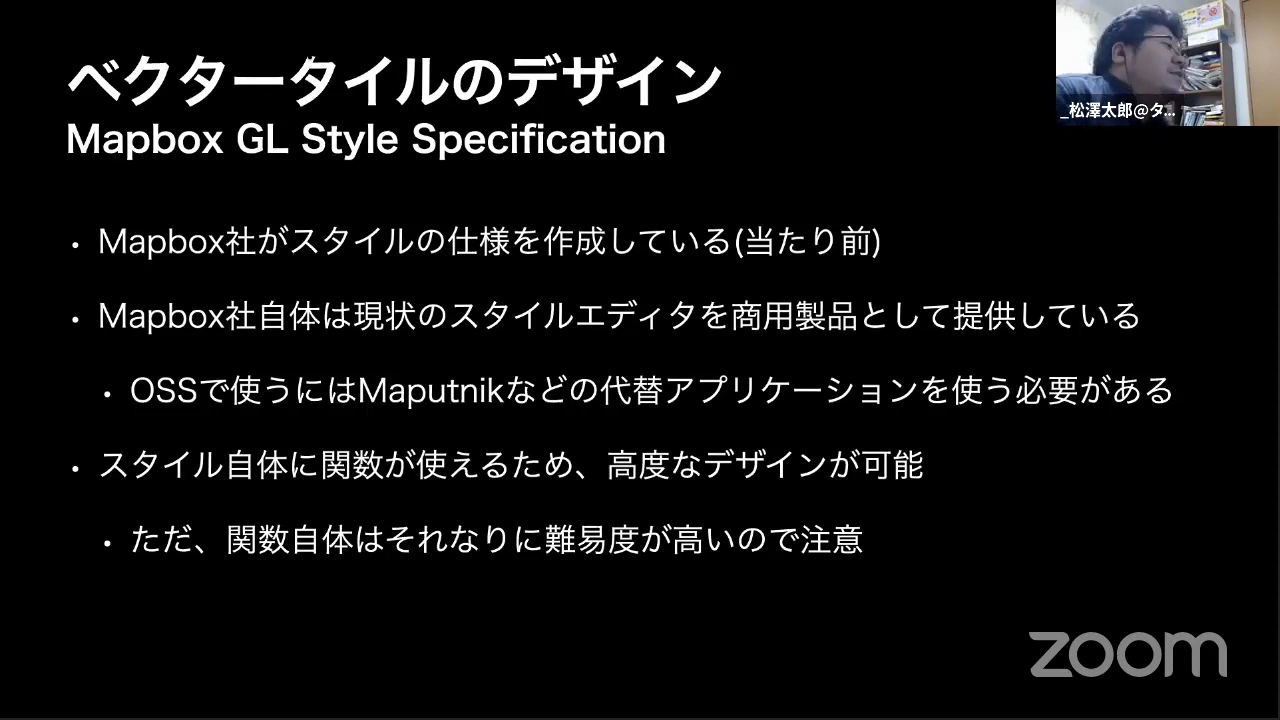 ベクタータイルのデザイン
Mapbox GL Style Specification
_松澤太郎@タ...
・Mapbox社がスタイルの仕様を作成している(当たり前)
・Mapbox社自体は現状のスタイルエディタを商用製品として提供している
・OSSで使うにはMaputnikなどの代替アプリケーションを使う必要がある
・スタイル自体に関数が使えるため、高度なデザインが可能
・ただ、関数自体はそれなりに難易度が高いので注意
zoom